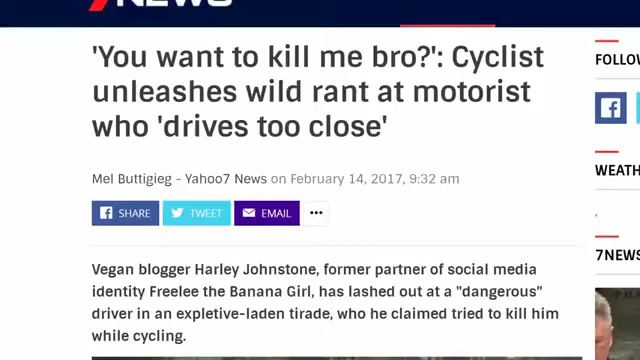 7NEWS
'You want to kill me bro?': Cyclist
unleashes wild rant at motorist
who 'drives too close'
Mel Buttigieg - Yahoo7 News on February 14, 2017, 9:32 am
SHARE
TWEET
EMAIL
Vegan blogger Harley Johnstone, former partner of social media
identity Freelee the Banana Girl, has lashed out at a "dangerous"
driver in an expletive-laden tirade, who he claimed tried to kill him
while cycling.
FOLLOW
WEATH
7NEWS